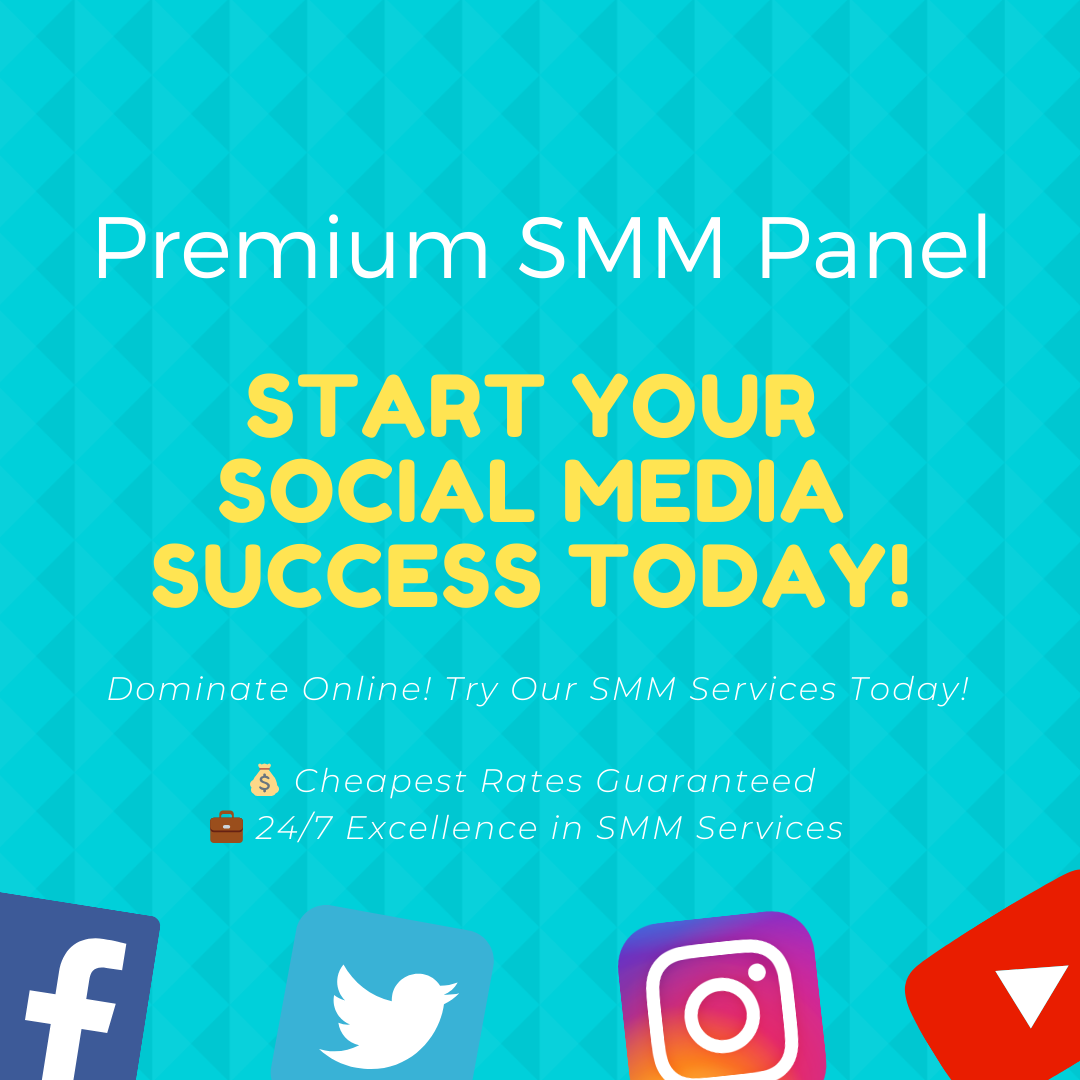 Premium SMM Panel
START YOUR
SOCIAL MEDIA
SUCCESS TODAY!
Dominate Online! Try Our SMM Services Today!
💰 Cheapest Rates Guaranteed
💼 24/7 Excellence in SMM Services